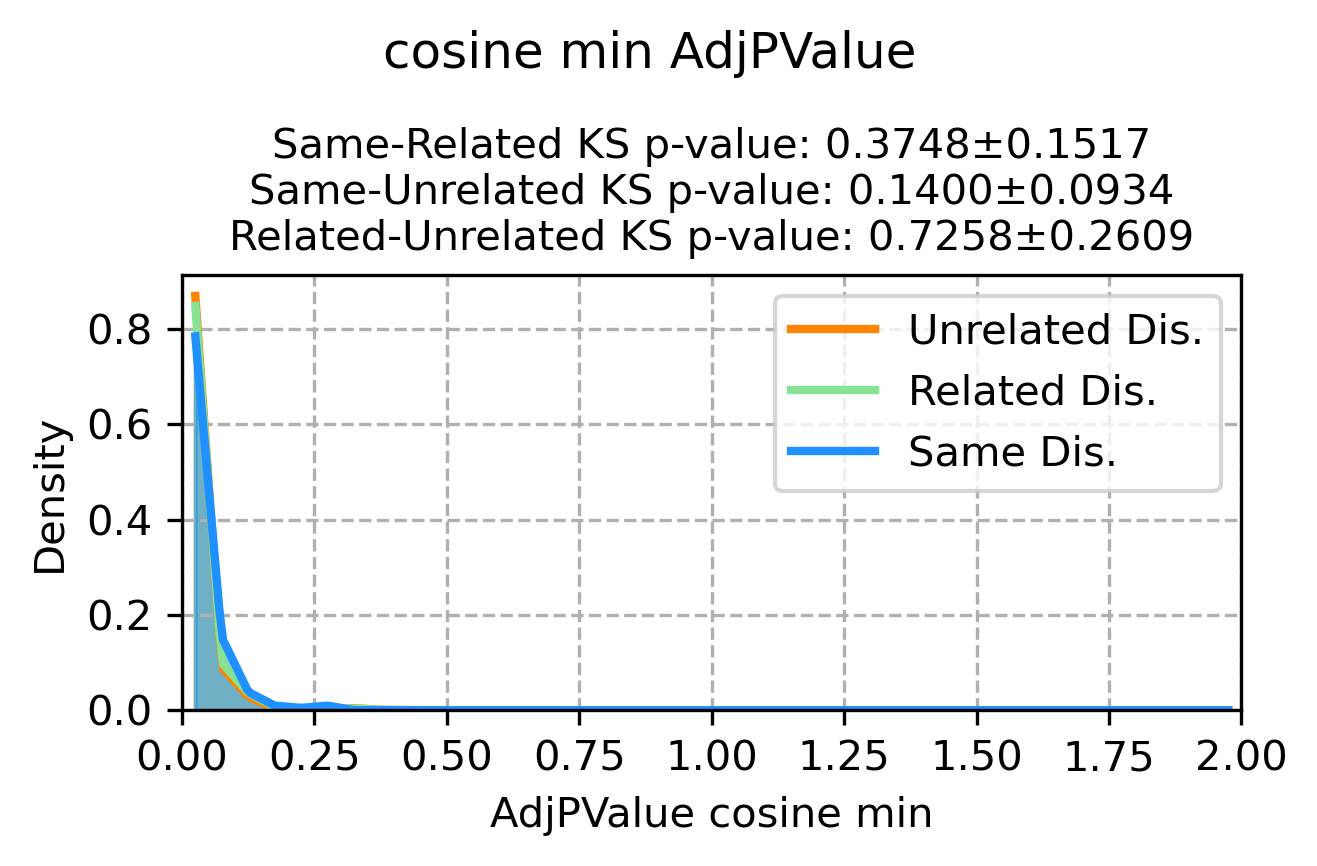 cosine min AdjPValue
Same-Related KS p-value: 0.3748±0.1517
Same-Unrelated KS p-value: 0.1400±0.0934
Related-Unrelated KS p-value: 0.7258±0.2609
Unrelated Dis.
Related Dis.
Same Dis.
Density
0.8
0.6
0.4
0.2
0.0
0.00 0.25 0.50 0.75 1.00 1.25 1.50 1.75 2.00
AdjPValue cosine min